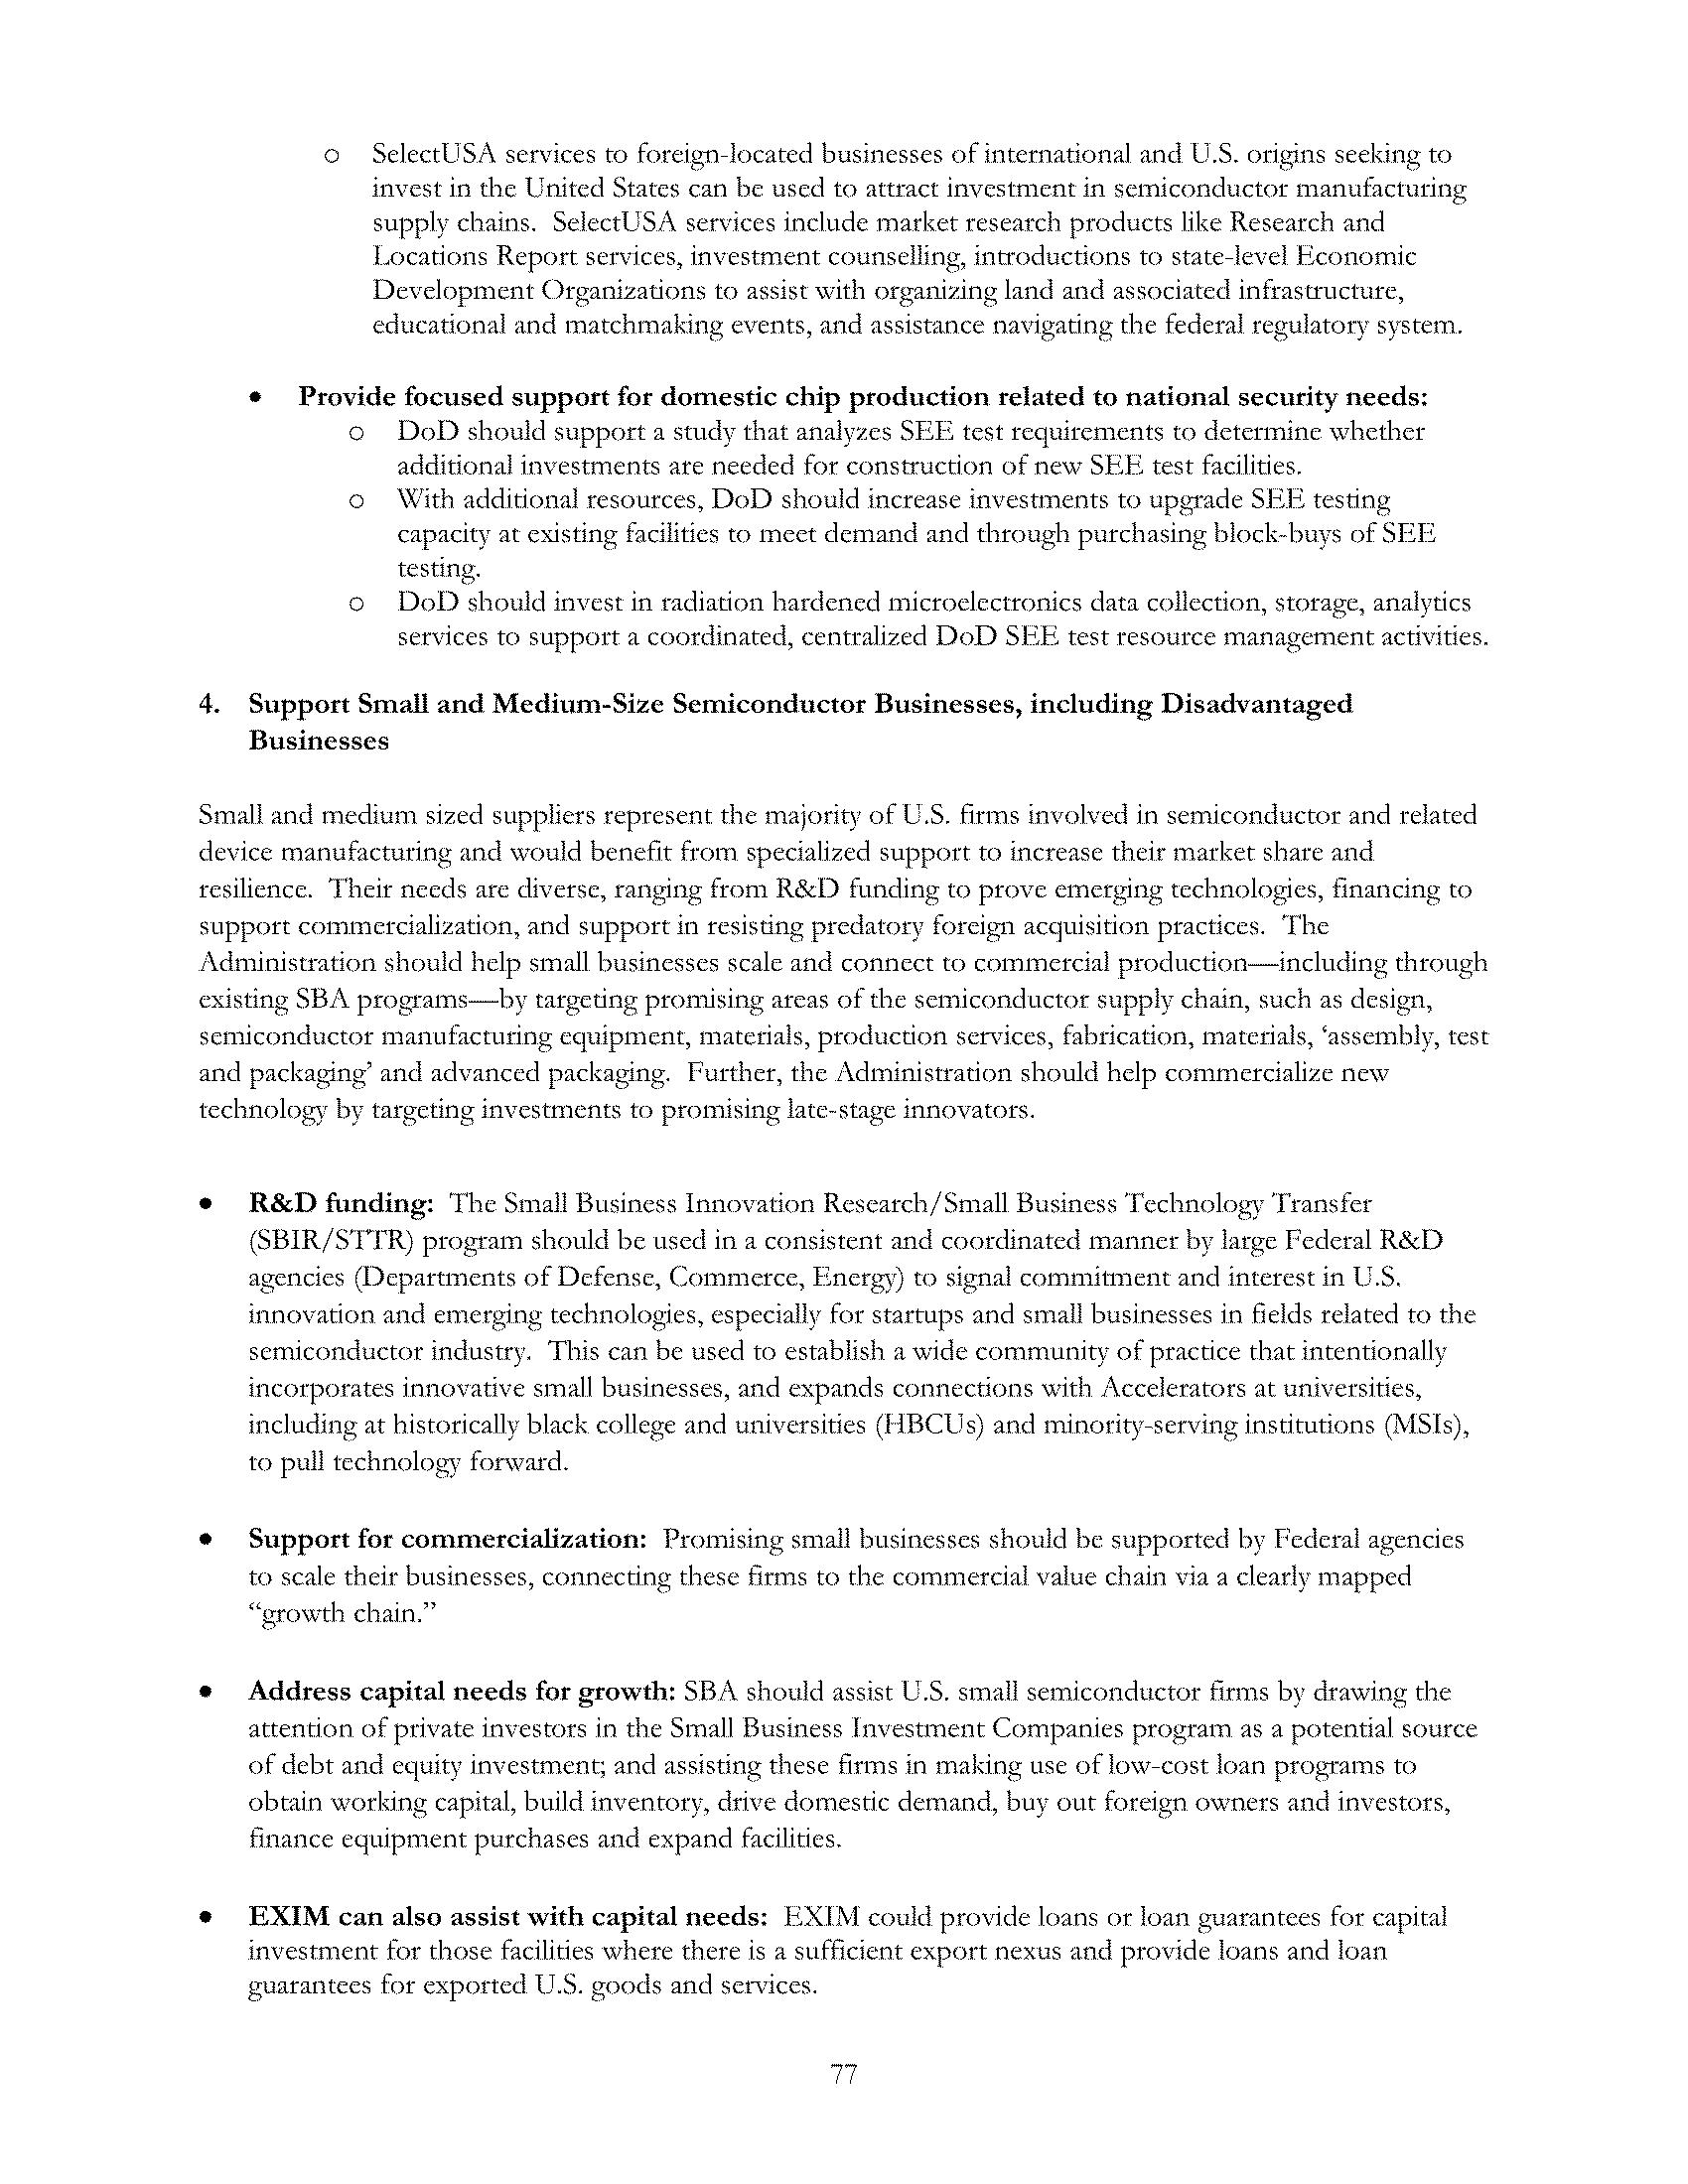 o SelectUSA services to foreign-located businesses of international and U.S. origins seeking to
invest in the United States can be used to attract investment in semiconductor manufacturing
supply chains. SelectUSA services include market research products like Research and
Locations Report services, investment counselling, introductions to state-level Economic
Development Organizations to assist with organizing land and associated infrastructure,
educational and matchmaking events, and assistance navigating the federal regulatory system.
• Provide focused support for domestic chip production related to national security needs:
o DoD should support a study that analyzes SEE test requirements to determine whether
additional investments are needed for construction of new SEE test facilities.
o With additional resources, DoD should increase investments to upgrade SEE testing
capacity at existing facilities to meet demand and through purchasing block-buys of SEE
testing.
o DoD should invest in radiation hardened microelectronics data collection, storage, analytics
services to support a coordinated, centralized DoD SEE test resource management activities.
4. Support Small and Medium-Size Semiconductor Businesses, including Disadvantaged
Businesses
Small and medium sized suppliers represent the majority of U.S. firms involved in semiconductor and related
device manufacturing and would benefit from specialized support to increase their market share and
resilience. Their needs are diverse, ranging from R&D funding to prove emerging technologies, financing to
support commercialization, and support in resisting predatory foreign acquisition practices. The
Administration should help small businesses scale and connect to commercial production—including through
existing SBA programs—by targeting promising areas of the semiconductor supply chain, such as design,
semiconductor manufacturing equipment, materials, production services, fabrication, materials, ‘assembly, test
and packaging’ and advanced packaging. Further, the Administration should help commercialize new
technology by targeting investments to promising late-stage innovators.
• R&D funding: The Small Business Innovation Research/Small Business Technology Transfer
(SBIR/STTR) program should be used in a consistent and coordinated manner by large Federal R&D
agencies (Departments of Defense, Commerce, Energy) to signal commitment and interest in U.S.
innovation and emerging technologies, especially for startups and small businesses in fields related to the
semiconductor industry. This can be used to establish a wide community of practice that intentionally
incorporates innovative small businesses, and expands connections with Accelerators at universities,
including at historically black college and universities (HBCUs) and minority-serving institutions (MSIs),
to pull technology forward.
• Support for commercialization: Promising small businesses should be supported by Federal agencies
to scale their businesses, connecting these firms to the commercial value chain via a clearly mapped
“growth chain.”
• Address capital needs for growth: SBA should assist U.S. small semiconductor firms by drawing the
attention of private investors in the Small Business Investment Companies program as a potential source
of debt and equity investment; and assisting these firms in making use of low-cost loan programs to
obtain working capital, build inventory, drive domestic demand, buy out foreign owners and investors,
finance equipment purchases and expand facilities.
• EXIM can also assist with capital needs: EXIM could provide loans or loan guarantees for capital
investment for those facilities where there is a sufficient export nexus and provide loans and loan
guarantees for exported U.S. goods and services.
77